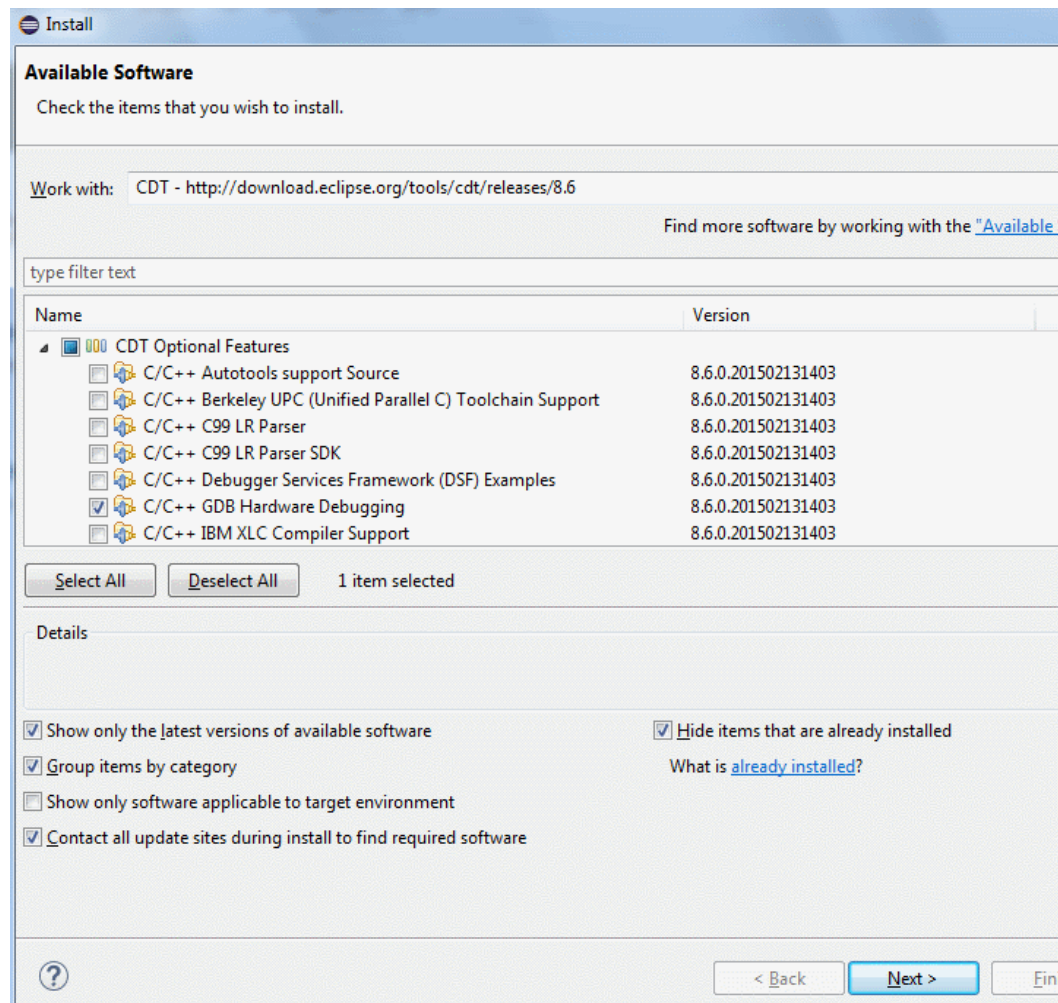 Install
Available Software
Check the items that you wish to install.
Work with: CDT - http://download.eclipse.org/tools/cdt/releases/8.6
Find more software by working with the "Available
type filter text
Name Version
CDT Optional Features
C/C++ Autotools support Source 8.6.0.201502131403
C/C++ Berkeley UPC (Unified Parallel C) Toolchain Support 8.6.0.201502131403
C/C++ C99 LR Parser 8.6.0.201502131403
C/C++ C99 LR Parser SDK 8.6.0.201502131403
C/C++ Debugger Services Framework (DSF) Examples 8.6.0.201502131403
C/C++ GDB Hardware Debugging 8.6.0.201502131403
C/C++ IBM XLC Compiler Support 8.6.0.201502131403
Select All Deselect All 1 item selected
Details
Show only the latest versions of available software Hide items that are already installed
Group items by category What is already installed?
Show only software applicable to target environment
Contact all update sites during install to find required software
? < Back Next > Fin